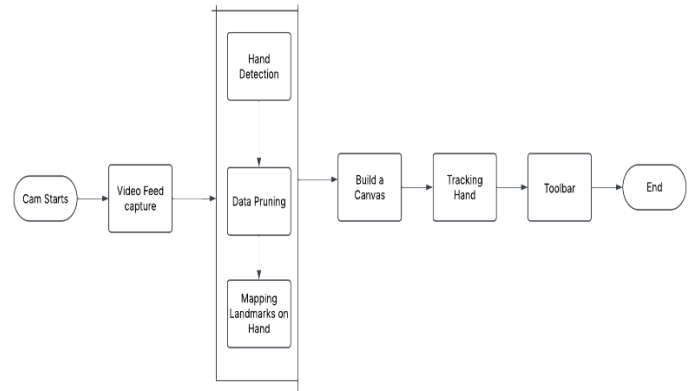 Cam Starts
Video Feed
capture
Hand
Detection
Data Pruning
Mapping
Landmarks on
Hand
Build a
Canvas
Tracking
Hand
Toolbar
End